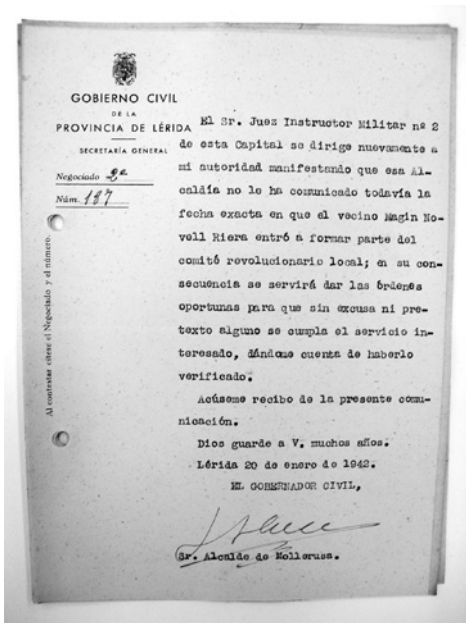 GOBIERNO CIVIL
DE LA
PROVINCIA DE LÉRIDA
SECRETARÍA GENERAL
Negociado 2º
Núm. 187
Al contestar cítese el Negociado y el número.
El Sr. Juez Instructor Militar nº 2
de esta Capital se dirige nuevamente a
mi autoridad manifestando que esa Al-
caldía no le ha comunicado todavía la
fecha exacta en que el vecino Magin No-
vell Riera entró a formar parte del
comité revolucionario local; en su con-
secuencia se servirá dar las órdenes
oportunas para que sin excusa ni pre-
texto alguno se cumpla el servicio in-
teresado, dándome cuenta de haberlo
verificado.
Acúseme recibo de la presente comu-
nicación.
Dios guarde a V. muchos años.
Lérida 20 de enero de 1942.
EL GOBERNADOR CIVIL,
Sr. Alcalde de Mollerusa.